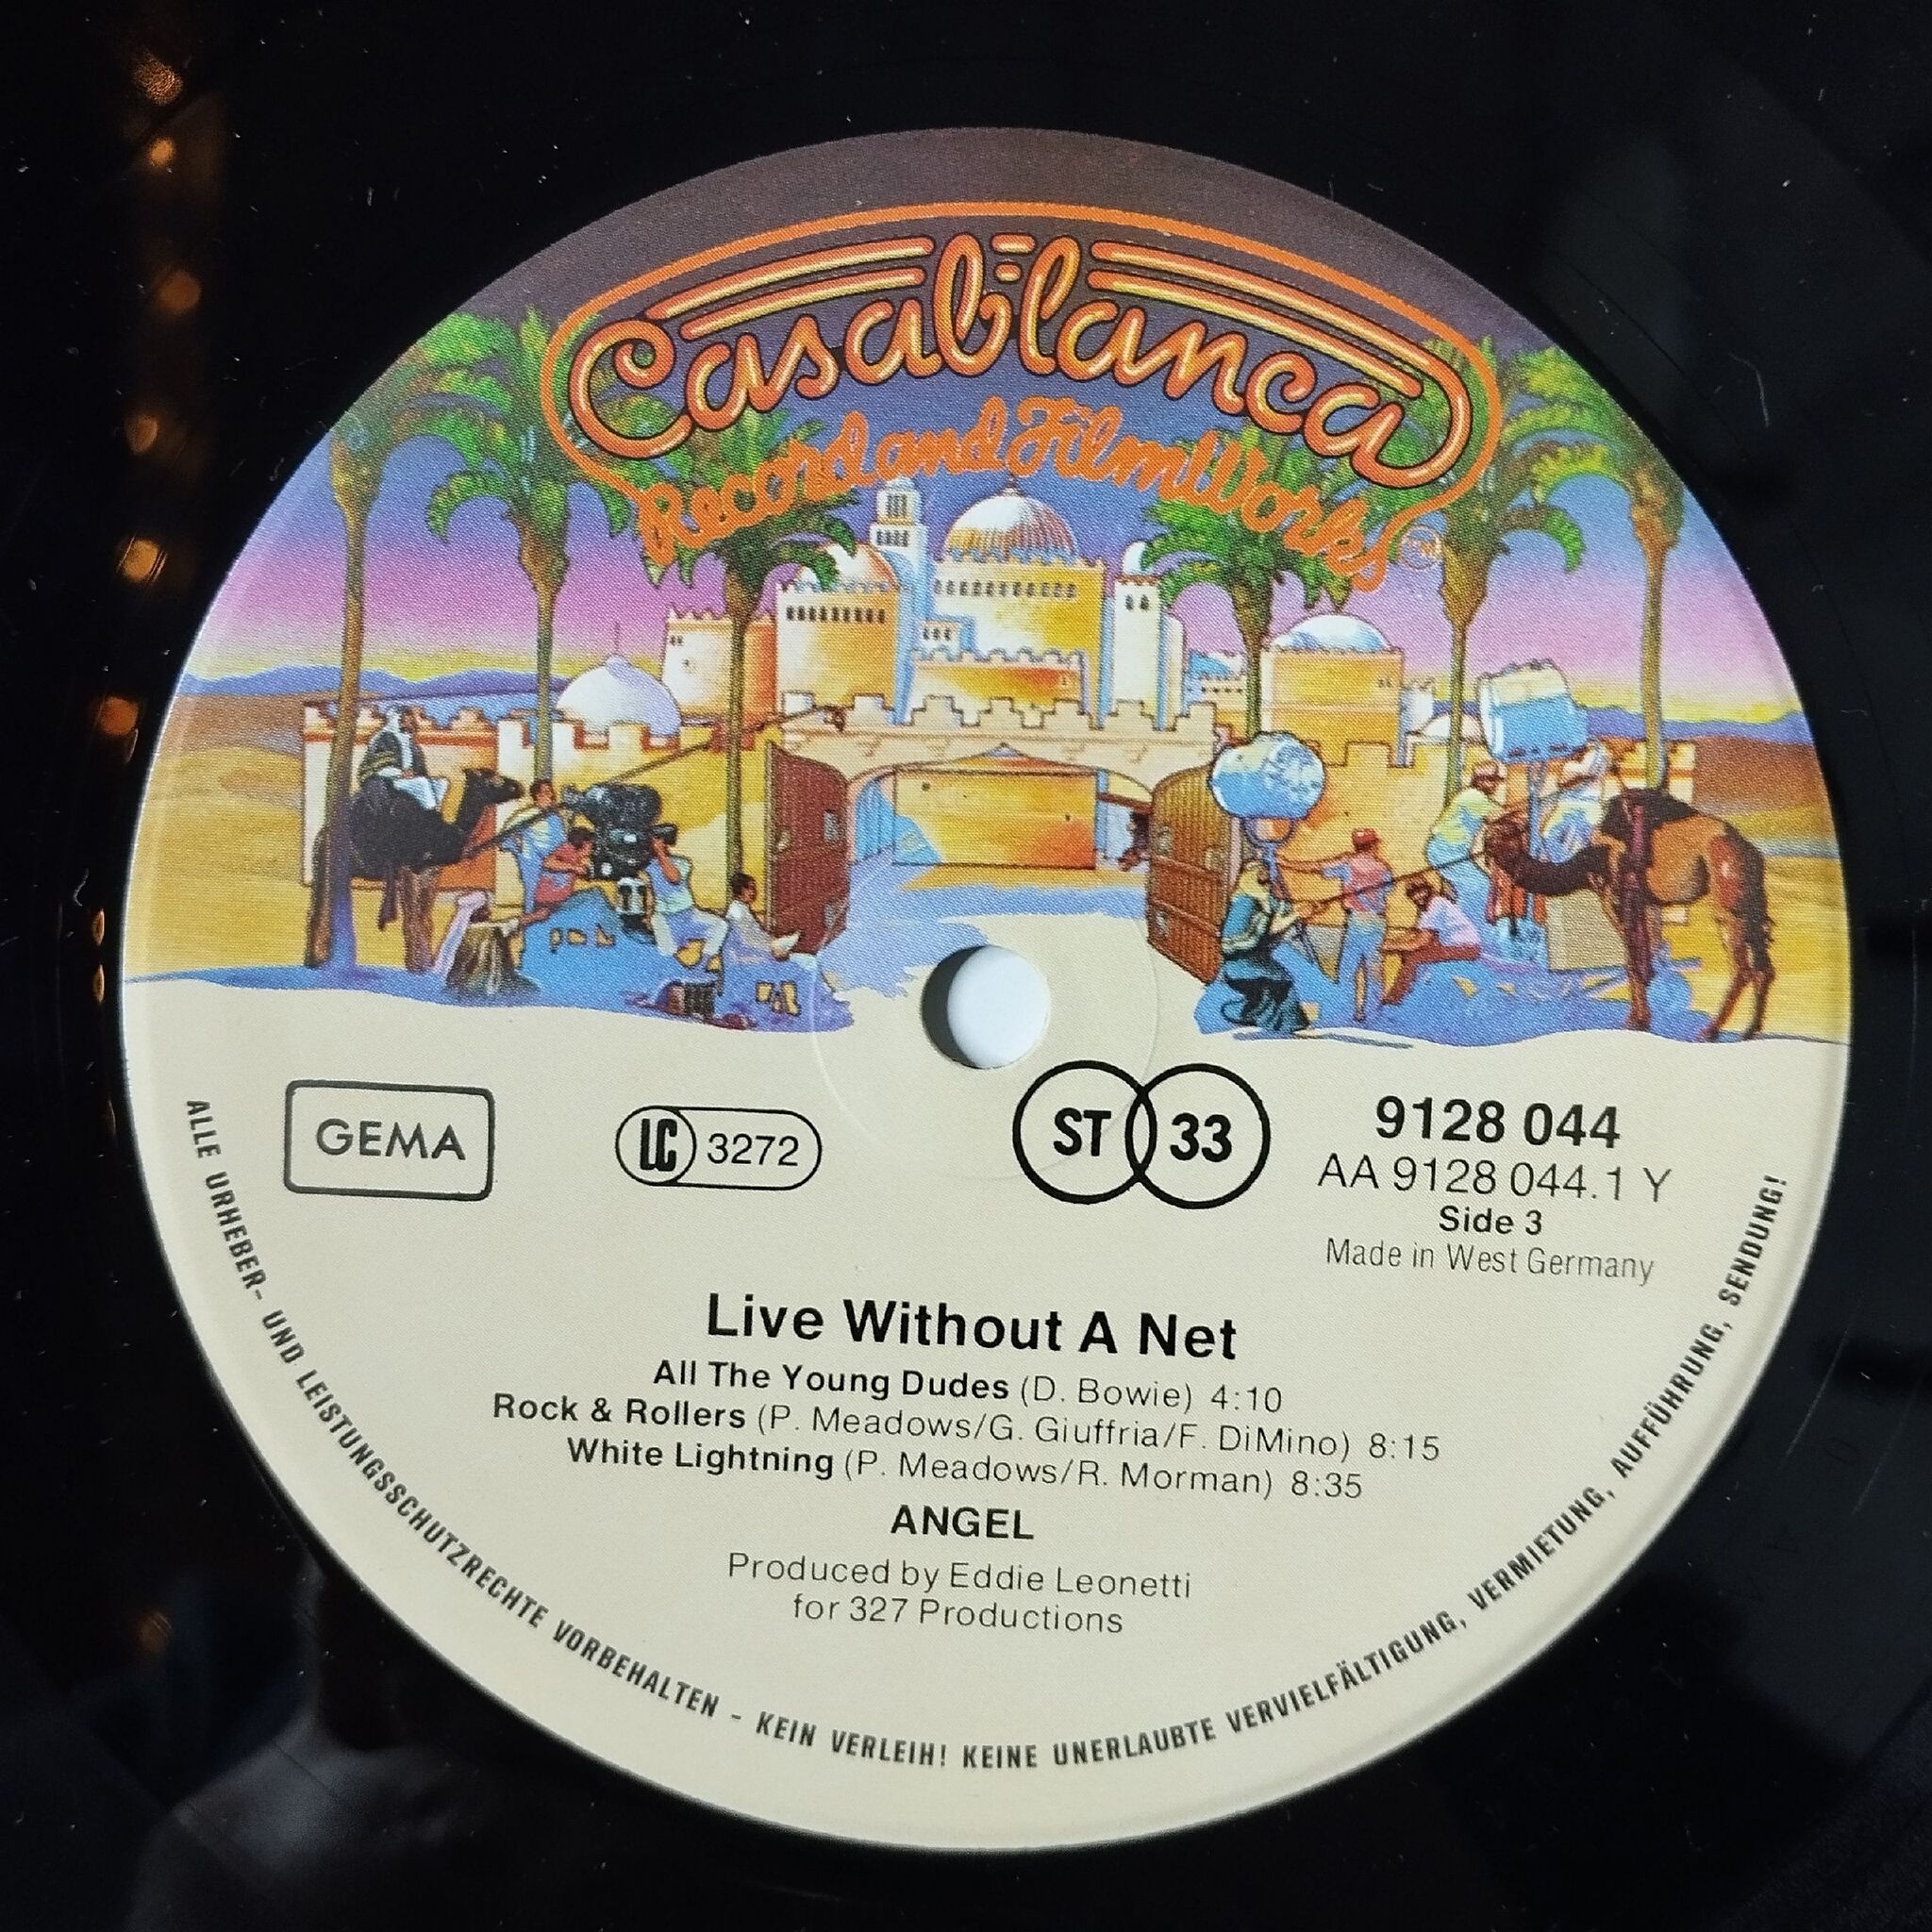 Casablanca
Record and FilmWorks
TM
GEMA
LC 3272
ST 33
9128 044
AA 9128 044.1 Y
Side 3
Made in West Germany
Live Without A Net
All The Young Dudes (D. Bowie) 4:10
Rock & Rollers (P. Meadows/G. Giuffria/F. DiMino) 8:15
White Lightning (P. Meadows/R. Morman) 8:35
ANGEL
Produced by Eddie Leonetti
for 327 Productions
ALLE URHEBER- UND LEISTUNGSSCHUTZRECHTE VORBEHALTEN - KEIN VERLEIH! KEINE UNERLAUBTE VERVIELFÄLTIGUNG, VERMIETUNG, AUFFÜHRUNG, SENDUNG!